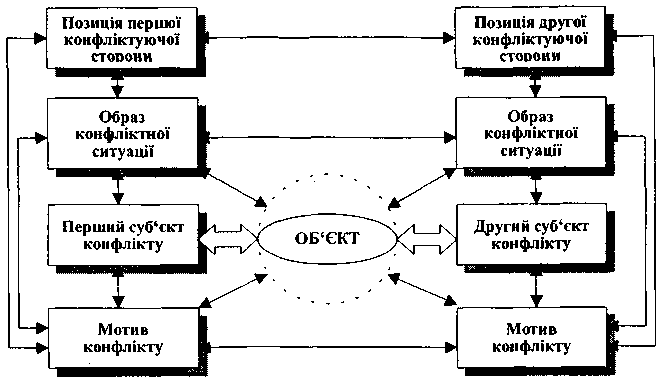 Позиція першої
конфліктуючої
сторони
Позиція другої
конфліктуючої
сторони
Образ
конфліктної
ситуації
Образ
конфліктної
ситуації
Перший суб‘єкт
конфлікту
ОБ‘ЄКТ
Другий суб‘єкт
конфлікту
Мотив
конфлікту
Мотив
конфлікту